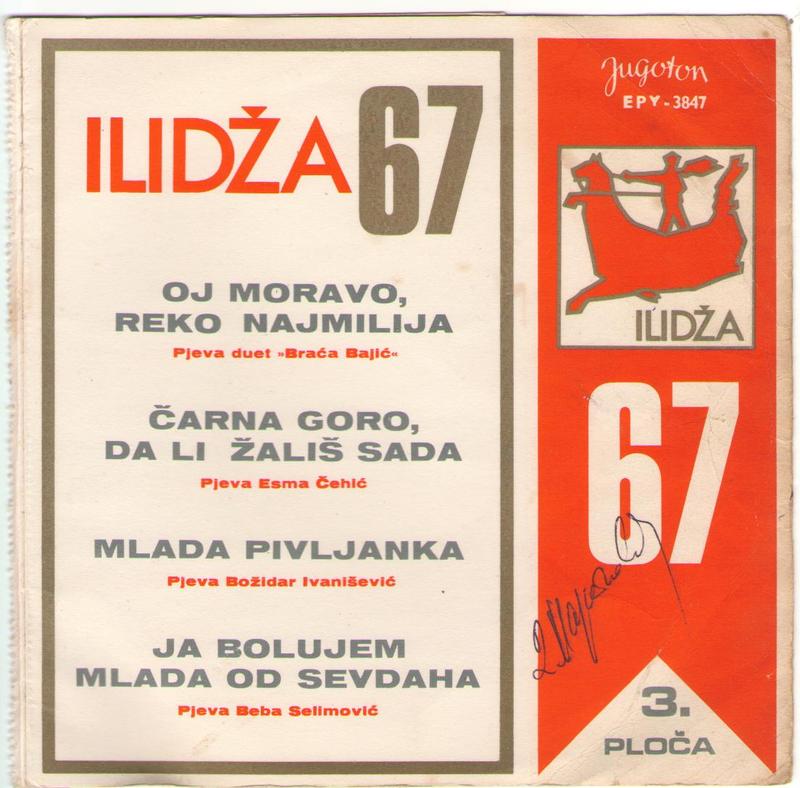 ILIDŽA 67
OJ MORAVO,
REKO NAJMILIJA
Pjeva duet »Braća Bajić«
ČARNA GORO,
DA LI ŽALIŠ SADA
Pjeva Esma Čehić
MLADA PIVLJANKA
Pjeva Božidar Ivanišević
JA BOLUJEM
MLADA OD SEVDAHA
Pjeva Beba Selimović
Jugoton
EPY-3847
ILIDŽA
67
3.
PLOČA